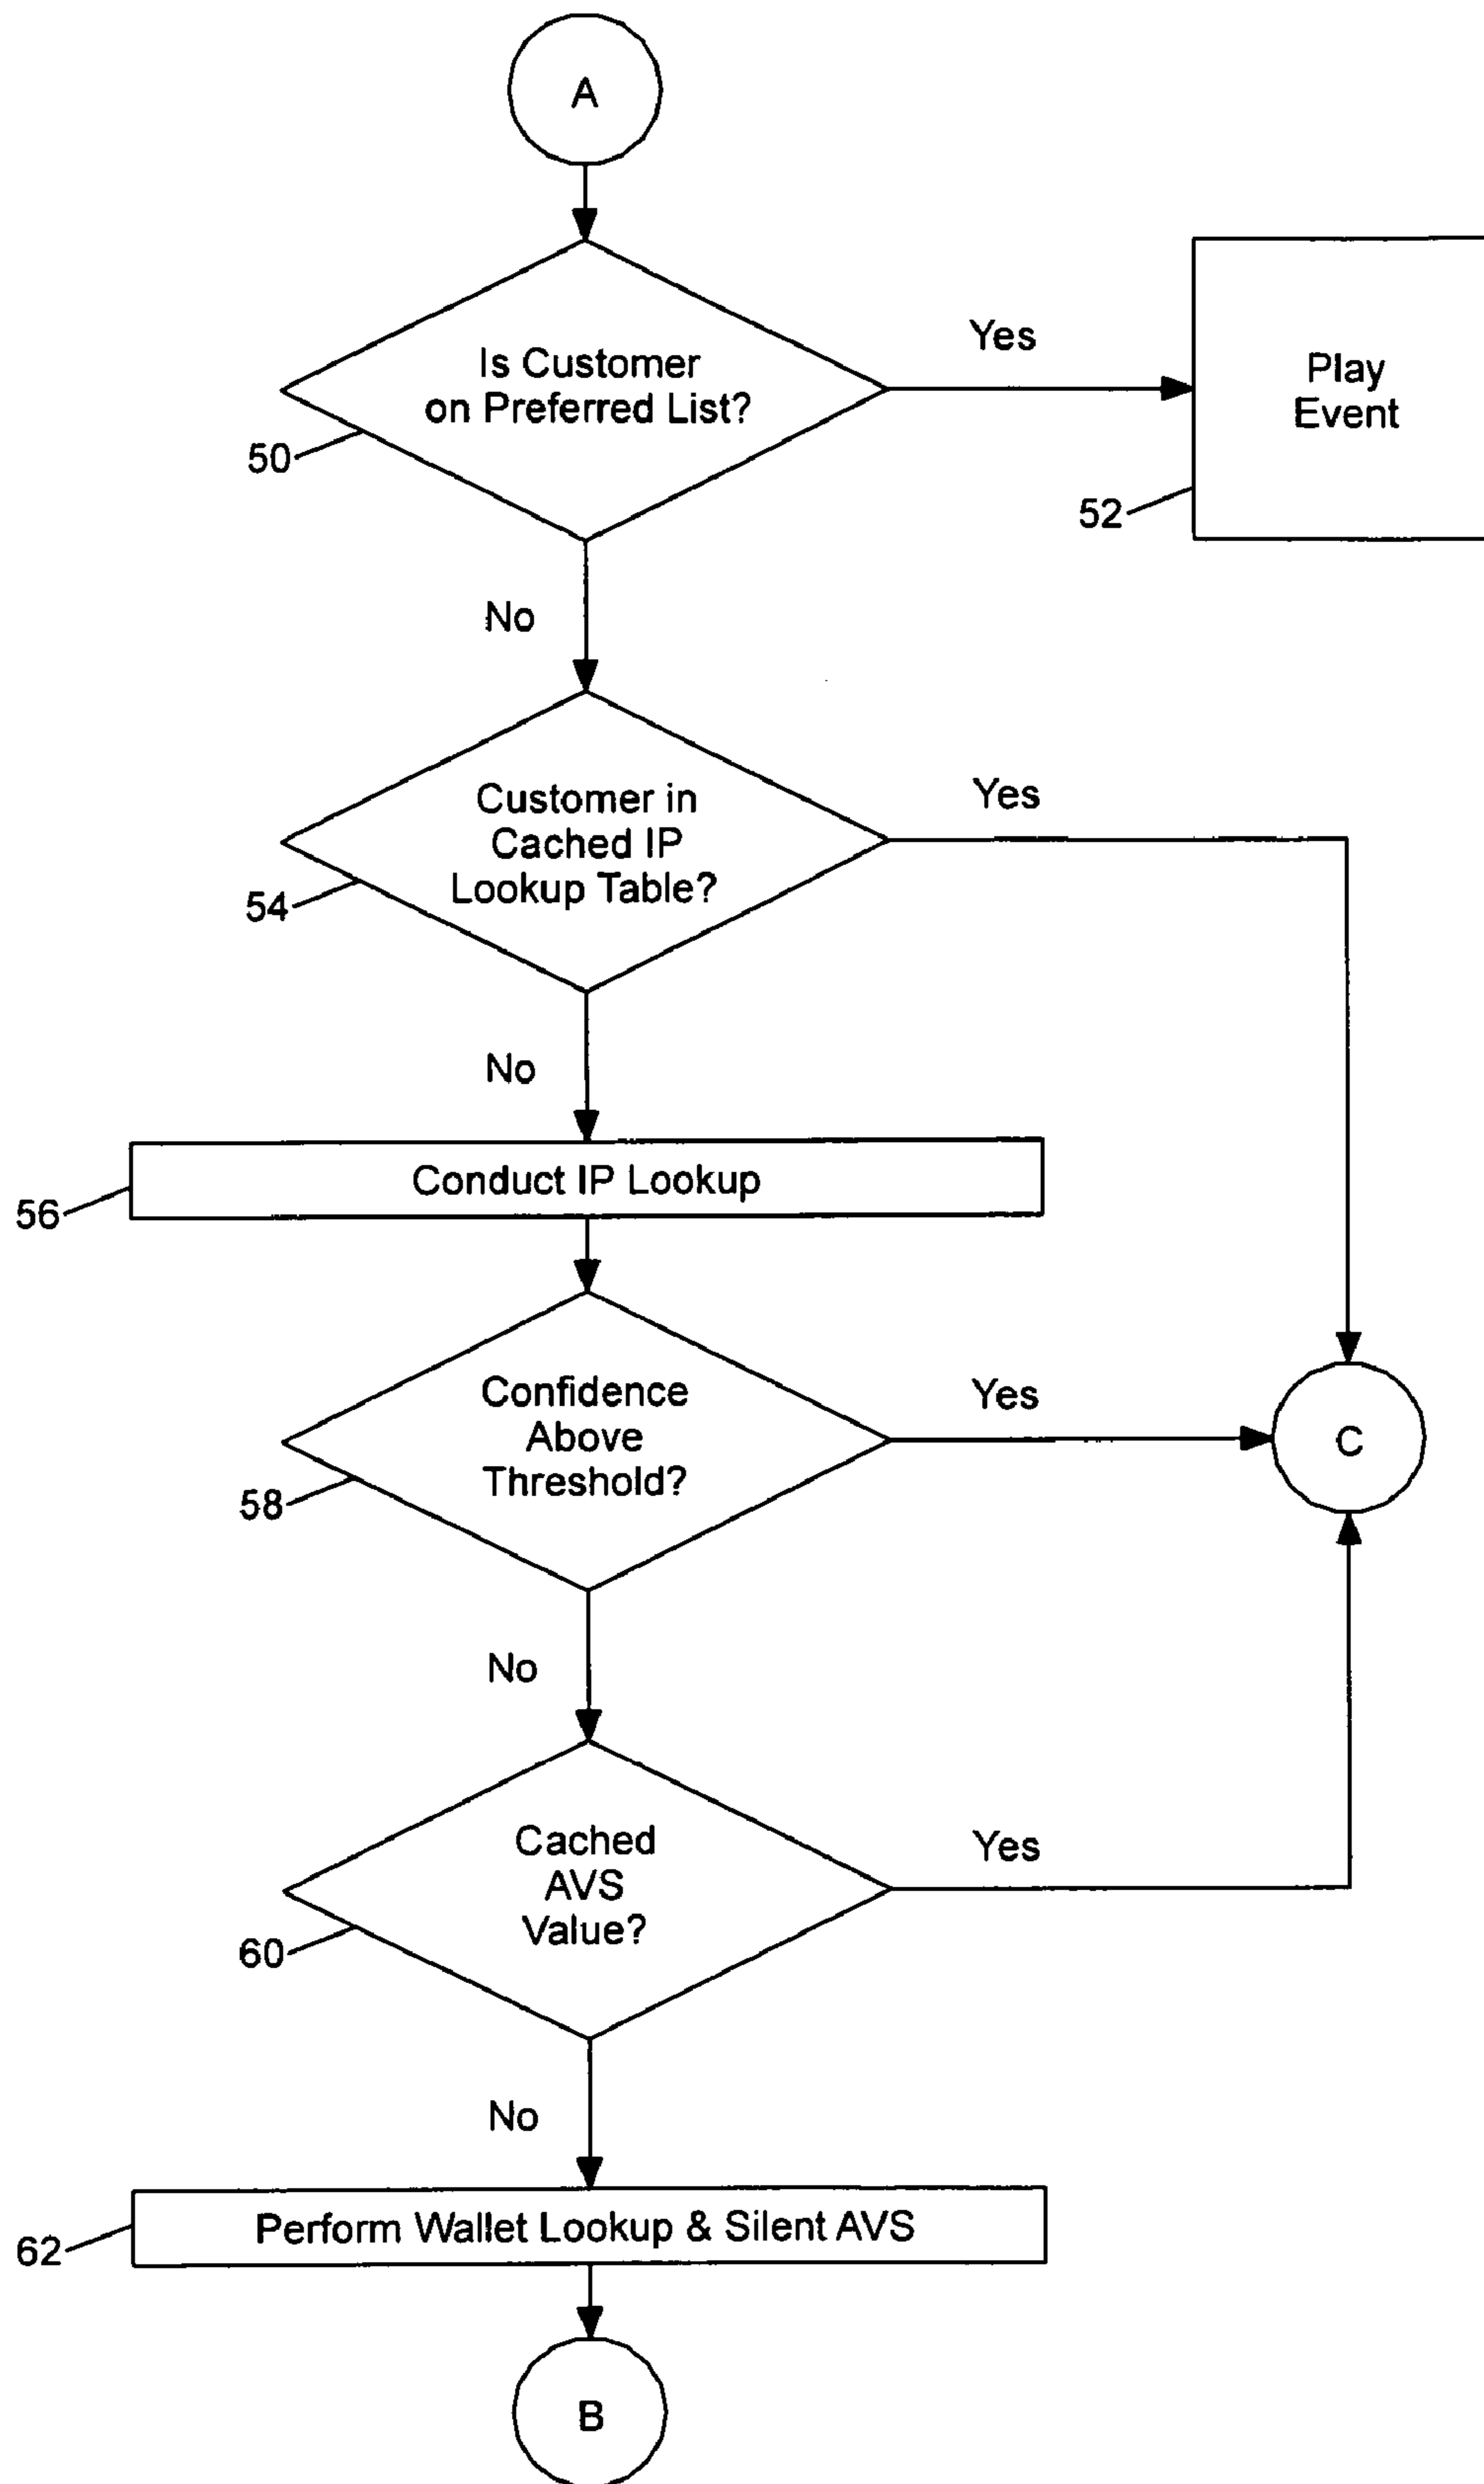 A
Is Customer
on Preferred List?
Yes
Play
Event
50
52
No
Customer in
Cached IP
Lookup Table?
Yes
54
No
Conduct IP Lookup
56
Confidence
Above
Threshold?
Yes
C
58
No
Cached
AVS
Value?
Yes
60
No
Perform Wallet Lookup & Silent AVS
62
B